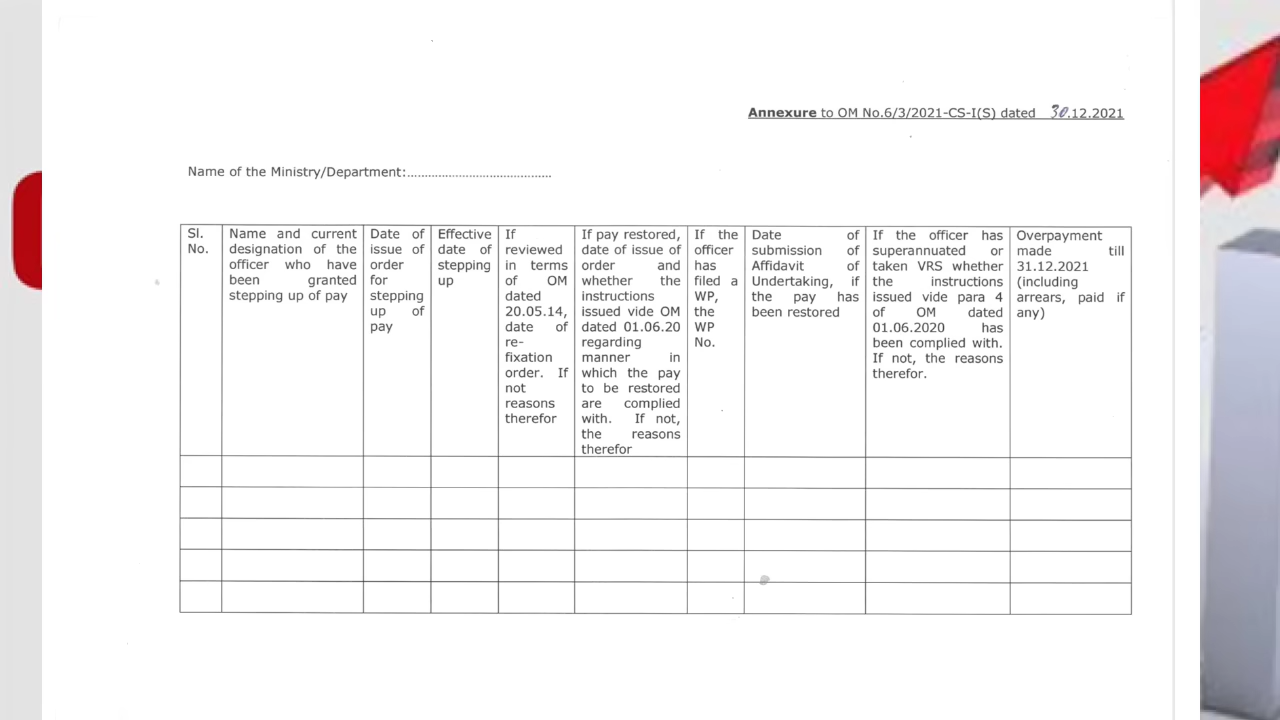 Annexure to OM No.6/3/2021-CS-I(S) dated 30.12.2021
Name of the Ministry/Department:.........................................
Sl.
No.
Name and current
designation of the
officer who have
been granted
stepping up of pay
Date of
issue of
order
for
stepping
up of
pay
Effective
date of
stepping
up
If
reviewed
in terms
of OM
dated
20.05.14,
date of
re-
fixation
order. If
not
reasons
therefor
If pay restored,
date of issue of
order and
whether the
instructions
issued vide OM
dated 01.06.20
regarding
manner in
which the pay
to be restored
are complied
with. If not,
the reasons
therefor
If the
officer
has
filed a
WP,
the
WP
No.
Date of
submission of
Affidavit of
Undertaking, if
the pay has
been restored
If the officer has
superannuated or
taken VRS whether
the instructions
issued vide para 4
of OM dated
01.06.2020 has
been complied with.
If not, the reasons
therefor.
Overpayment
made till
31.12.2021
(including
arrears, paid if
any)